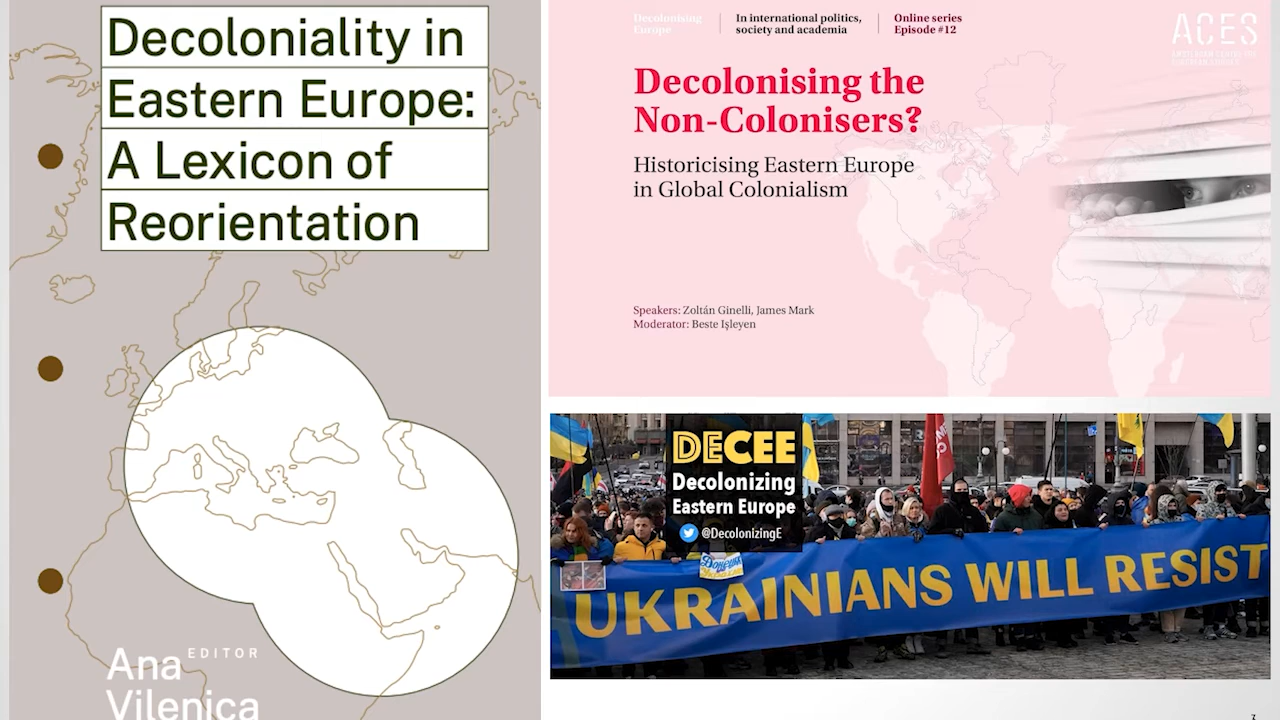 Decoloniality in
Eastern Europe:
A Lexicon of
Reorientation
EDITOR
Ana
Vilenica
Decolonising
Europe
In international politics,
society and academia
Online series
Episode #12
ACES
Decolonising the
Non-Colonisers?
Historicising Eastern Europe
in Global Colonialism
Speakers: Zoltán Ginelli, James Mark
Moderator: Beste İşleyen
DECEE
Decolonizing
Eastern Europe
@DecolonizingE
UKRAINIANS WILL RESIST